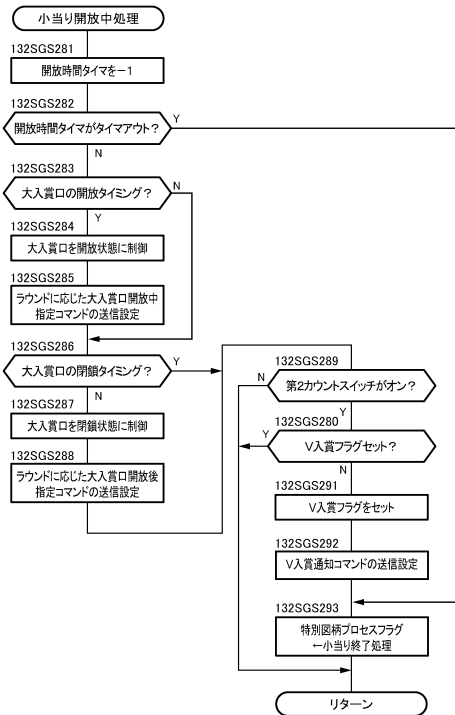 小当り開放中処理
132SGS281
開放時間タイマを−1
132SGS282
開放時間タイマがタイマアウト？
Y
N
132SGS283
大入賞口の開放タイミング？
N
Y
132SGS284
大入賞口を開放状態に制御
132SGS285
ラウンドに応じた大入賞口開放中
指定コマンドの送信設定
132SGS286
大入賞口の閉鎖タイミング？
Y
N
132SGS287
大入賞口を閉鎖状態に制御
132SGS288
ラウンドに応じた大入賞口開放後
指定コマンドの送信設定
132SGS289
第2カウントスイッチがオン？
N
Y
132SGS280
V入賞フラグセット？
Y
N
132SGS291
V入賞フラグをセット
132SGS292
V入賞通知コマンドの送信設定
132SGS293
特別図柄プロセスフラグ
←小当り終了処理
リターン